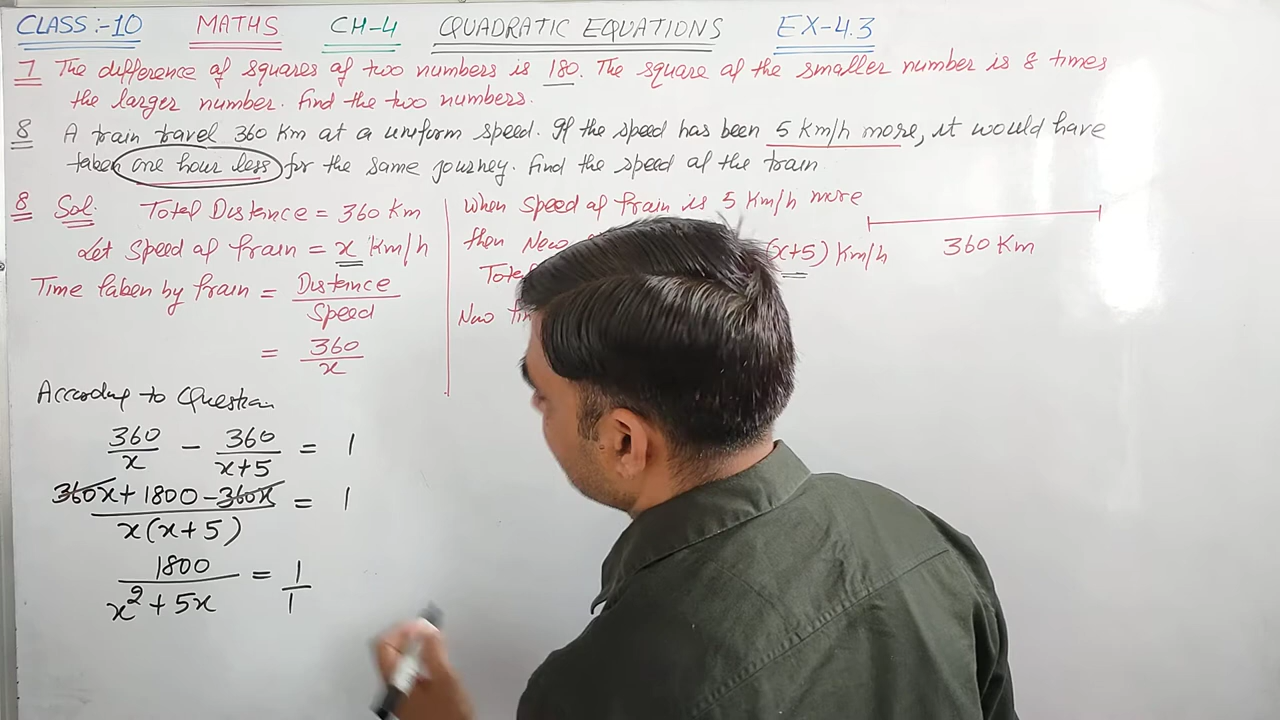 CLASS:-10 MATHS CH-4 QUADRATIC EQUATIONS EX-4.3
7 The difference of squares of two numbers is 180. The square of the smaller number is 8 times
the larger number. Find the two numbers.
8 A train travel 360 Km at a uniform speed. If the speed has been 5 km/h more, it would have
taken one hour less for the same journey. Find the speed of the train.
8 Sol: Total Distance = 360 Km
Let Speed of train = x Km/h
Time taken by train = Distance / Speed
= 360 / x
When speed of train is 5 Km/h more
then New (x+5) Km/h
New
360 Km
According to Question
360/x - 360/x+5 = 1
360x + 1800 - 360x / x(x+5) = 1
1800 / x² + 5x = 1/1